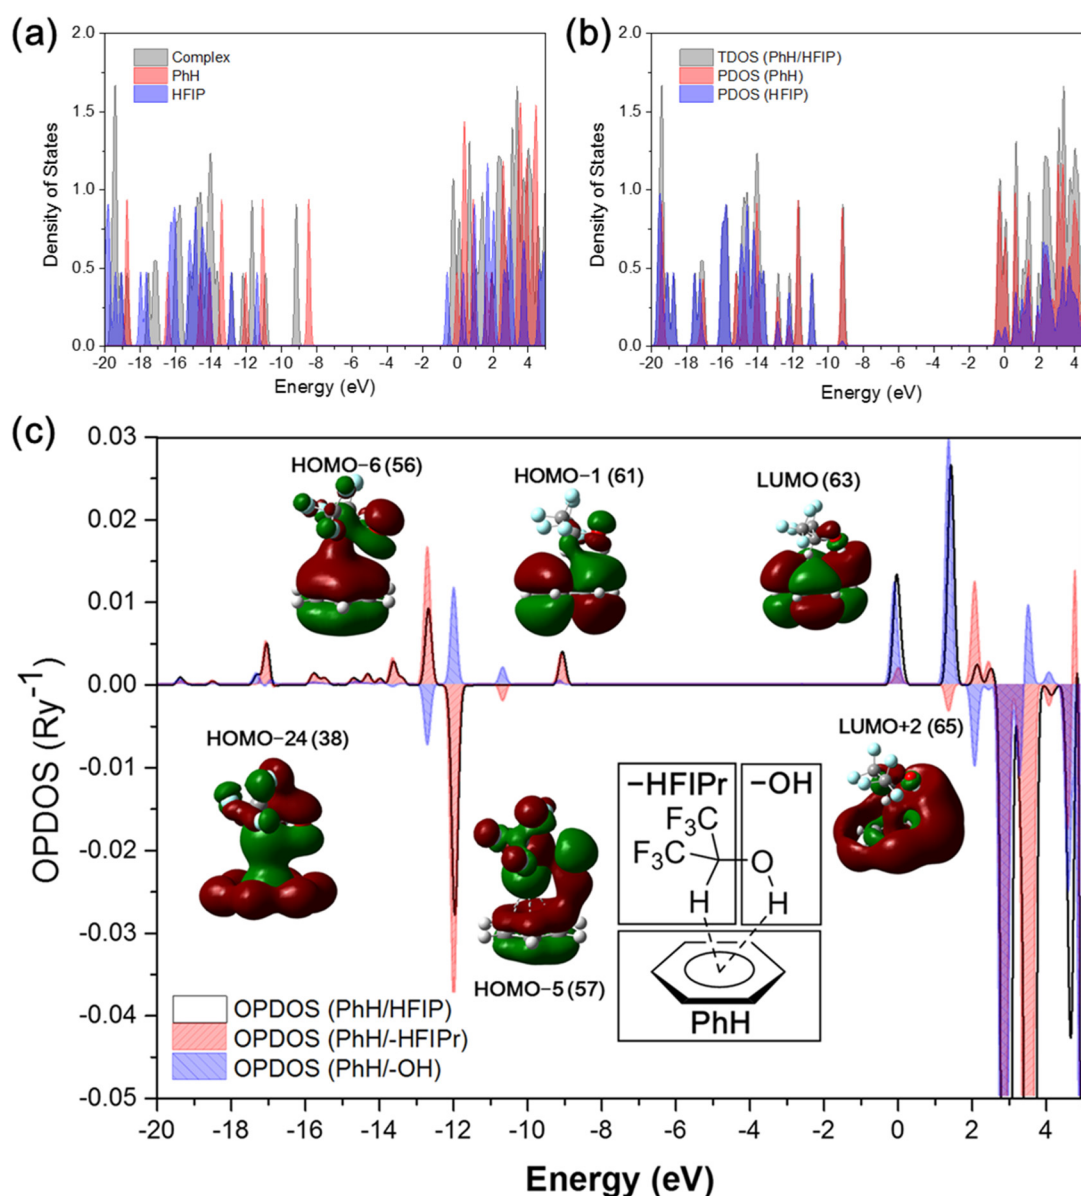 (a)
2.0
1.5
1.0
0.5
0.0
Density of States
Complex
PhH
HFIP
-20 -18 -16 -14 -12 -10 -8 -6 -4 -2 0 2 4
Energy (eV)
(b)
2.0
1.5
1.0
0.5
0.0
Density of States
TDOS (PhH/HFIP)
PDOS (PhH)
PDOS (HFIP)
-20 -18 -16 -14 -12 -10 -8 -6 -4 -2 0 2 4
Energy (eV)
(c)
0.03
0.02
0.01
0.00
-0.01
-0.02
-0.03
-0.04
-0.05
OPDOS (Ry⁻¹)
HOMO−6 (56)
HOMO−1 (61)
LUMO (63)
HOMO−24 (38)
HOMO−5 (57)
LUMO+2 (65)
−HFIPr
−OH
CF₃
F₃C
O
H
H
PhH
OPDOS (PhH/HFIP)
OPDOS (PhH/-HFIPr)
OPDOS (PhH/-OH)
-20 -18 -16 -14 -12 -10 -8 -6 -4 -2 0 2 4
Energy (eV)